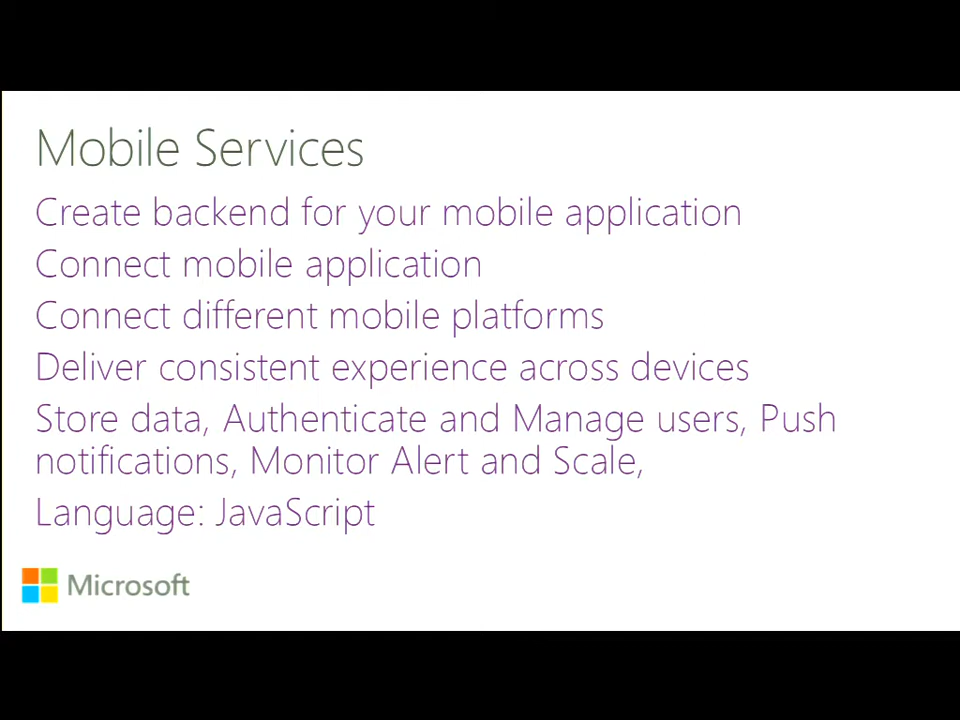 Mobile Services
Create backend for your mobile application
Connect mobile application
Connect different mobile platforms
Deliver consistent experience across devices
Store data, Authenticate and Manage users, Push
notifications, Monitor Alert and Scale,
Language: JavaScript
Microsoft